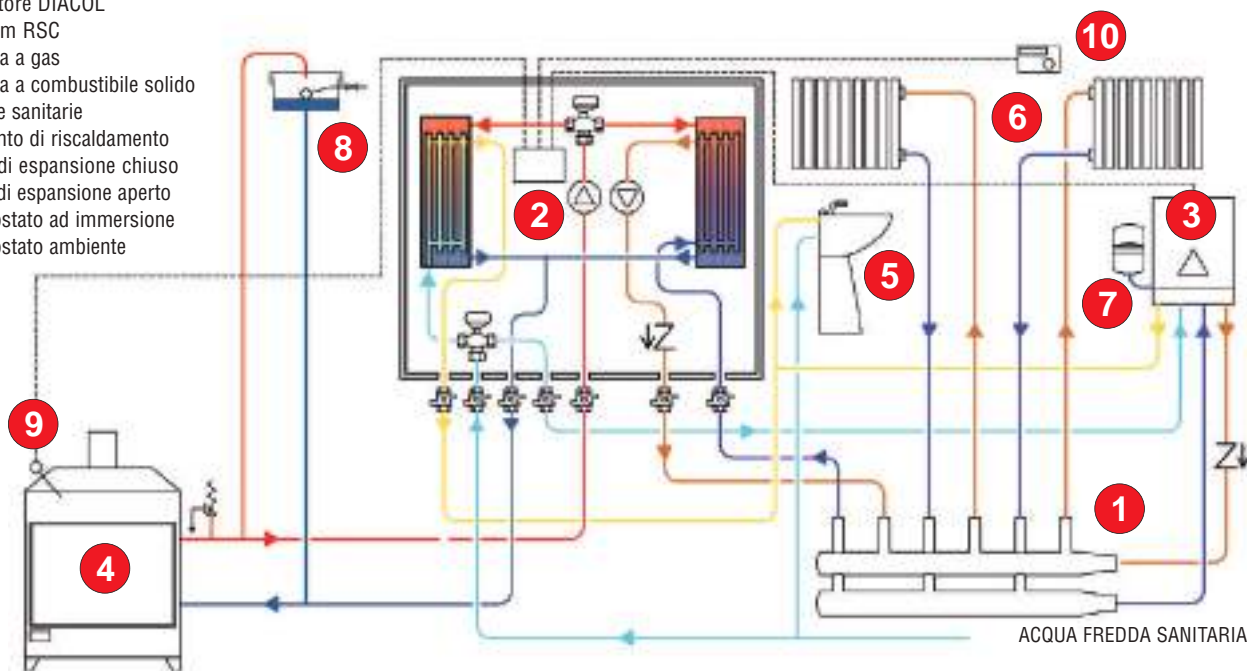 tore DIACOL
m RSC
a a gas
a a combustibile solido
e sanitarie
nto di riscaldamento
di espansione chiuso
di espansione aperto
ostato ad immersione
ostato ambiente
10
6
8
2
3
5
7
9
1
4
ACQUA FREDDA SANITARIA